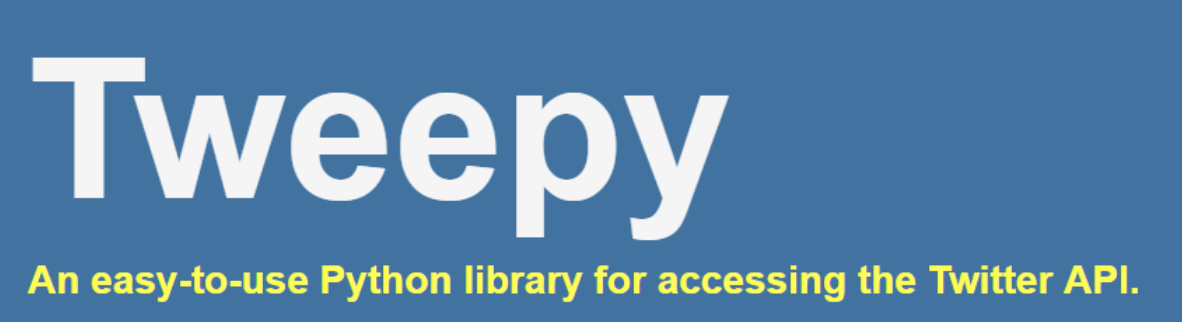 Tweepy
An easy-to-use Python library for accessing the Twitter API.